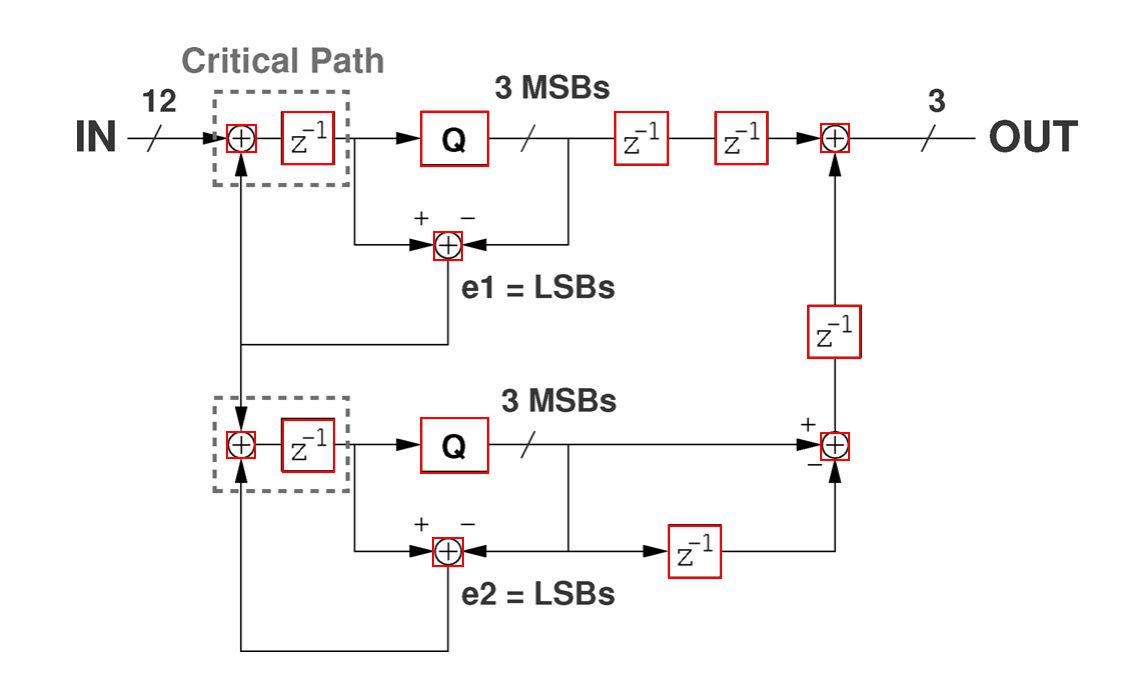 Critical Path
12
3 MSBs
3
IN
+
z-1
Q
z-1
z-1
+
OUT
+ −
+
e1 = LSBs
z-1
3 MSBs
+
z-1
Q
+
+
−
+ −
+
z-1
e2 = LSBs